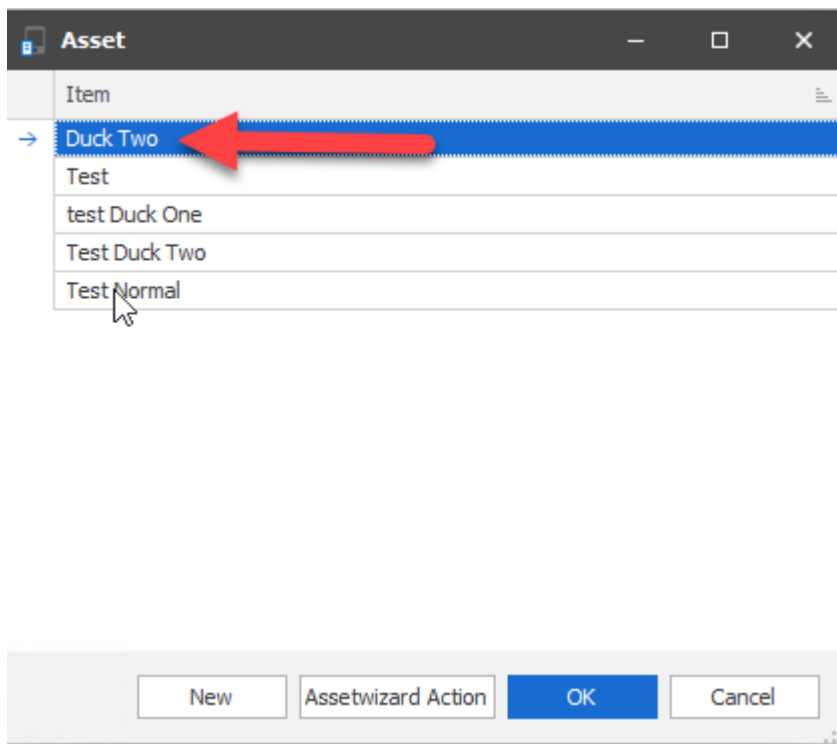 Asset
Item
Duck Two
Test
test Duck One
Test Duck Two
Test Normal
New Assetwizard Action OK Cancel